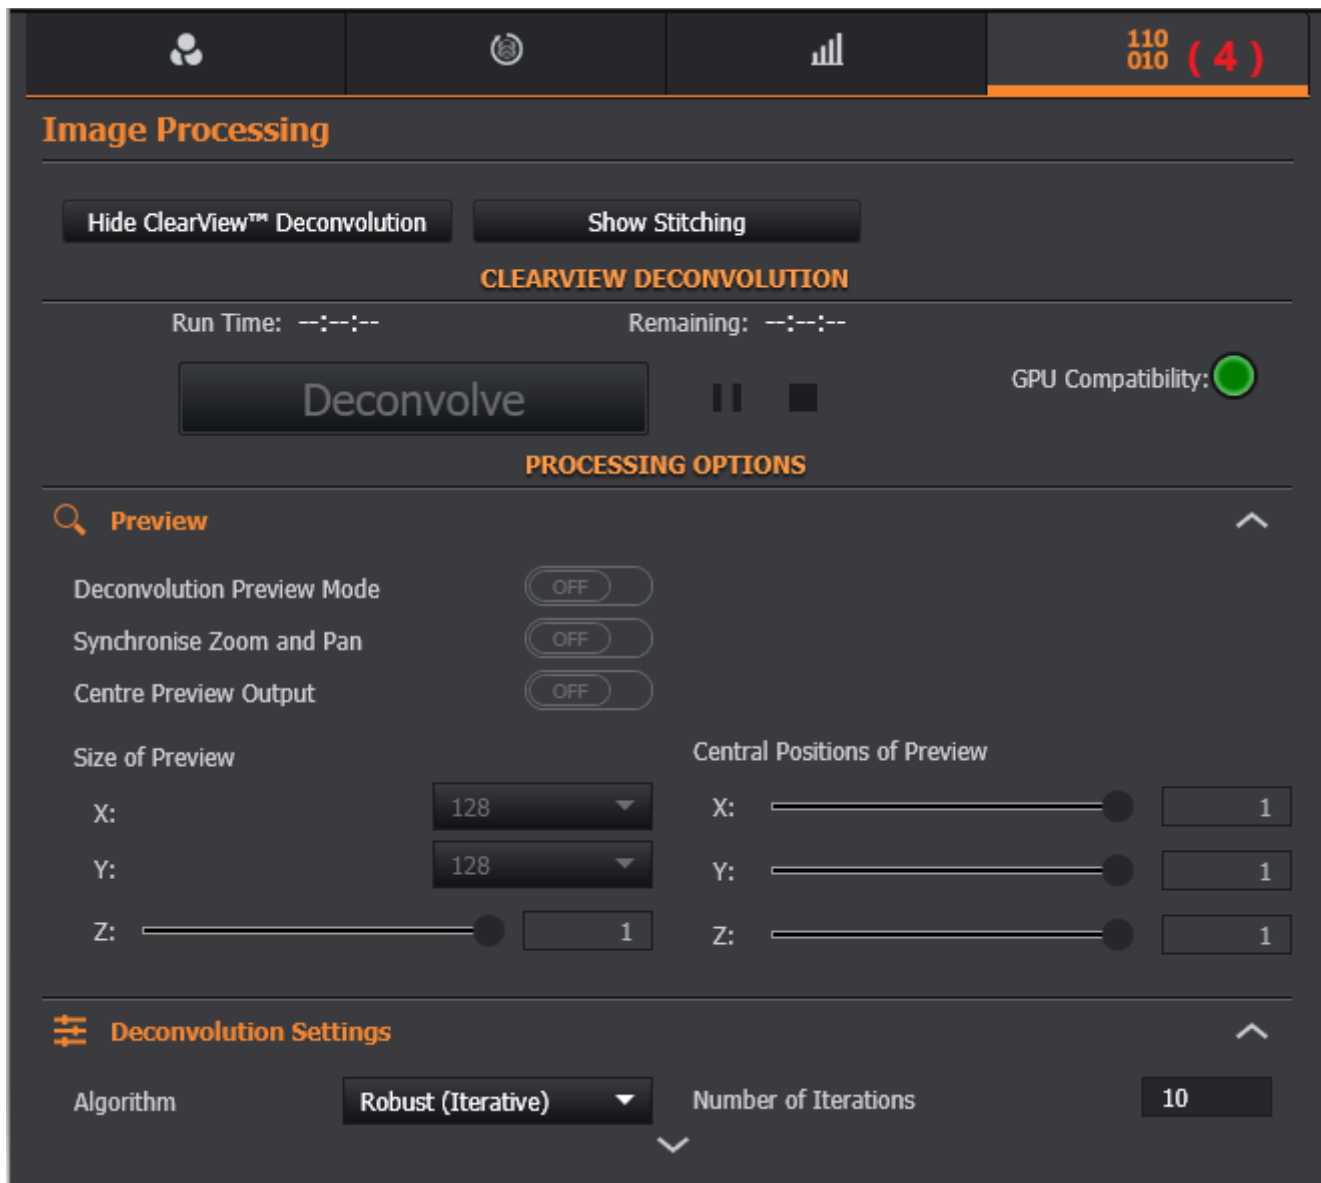 110
010 ( 4 )
Image Processing
Hide ClearView™ Deconvolution Show Stitching
CLEARVIEW DECONVOLUTION
Run Time: --:--:-- Remaining: --:--:--
Deconvolve GPU Compatibility:
PROCESSING OPTIONS
Preview
Deconvolution Preview Mode OFF
Synchronise Zoom and Pan OFF
Centre Preview Output OFF
Size of Preview Central Positions of Preview
X: 128 X: 1
Y: 128 Y: 1
Z: 1 Z: 1
Deconvolution Settings
Algorithm Robust (Iterative) Number of Iterations 10